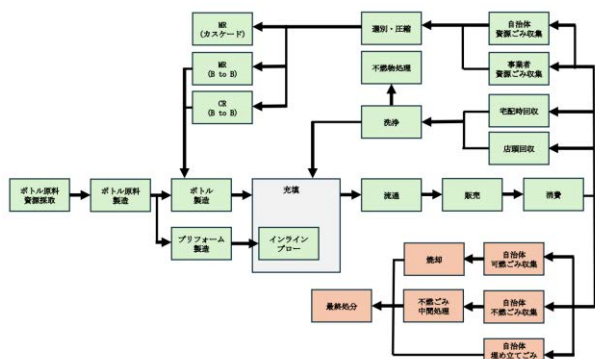 MR
(カスケード)
選別・圧縮
自治体
資源ごみ収集
MR
(B to B)
不燃物処理
事業者
資源ごみ収集
CR
(B to B)
洗浄
宅配時回収
店頭回収
ボトル原料
資源採取
ボトル原料
製造
ボトル
製造
充填
流通
販売
消費
プリフォーム
製造
インライン
ブロー
焼却
自治体
可燃ごみ収集
最終処分
不燃ごみ
中間処理
自治体
不燃ごみ収集
自治体
埋め立てごみ